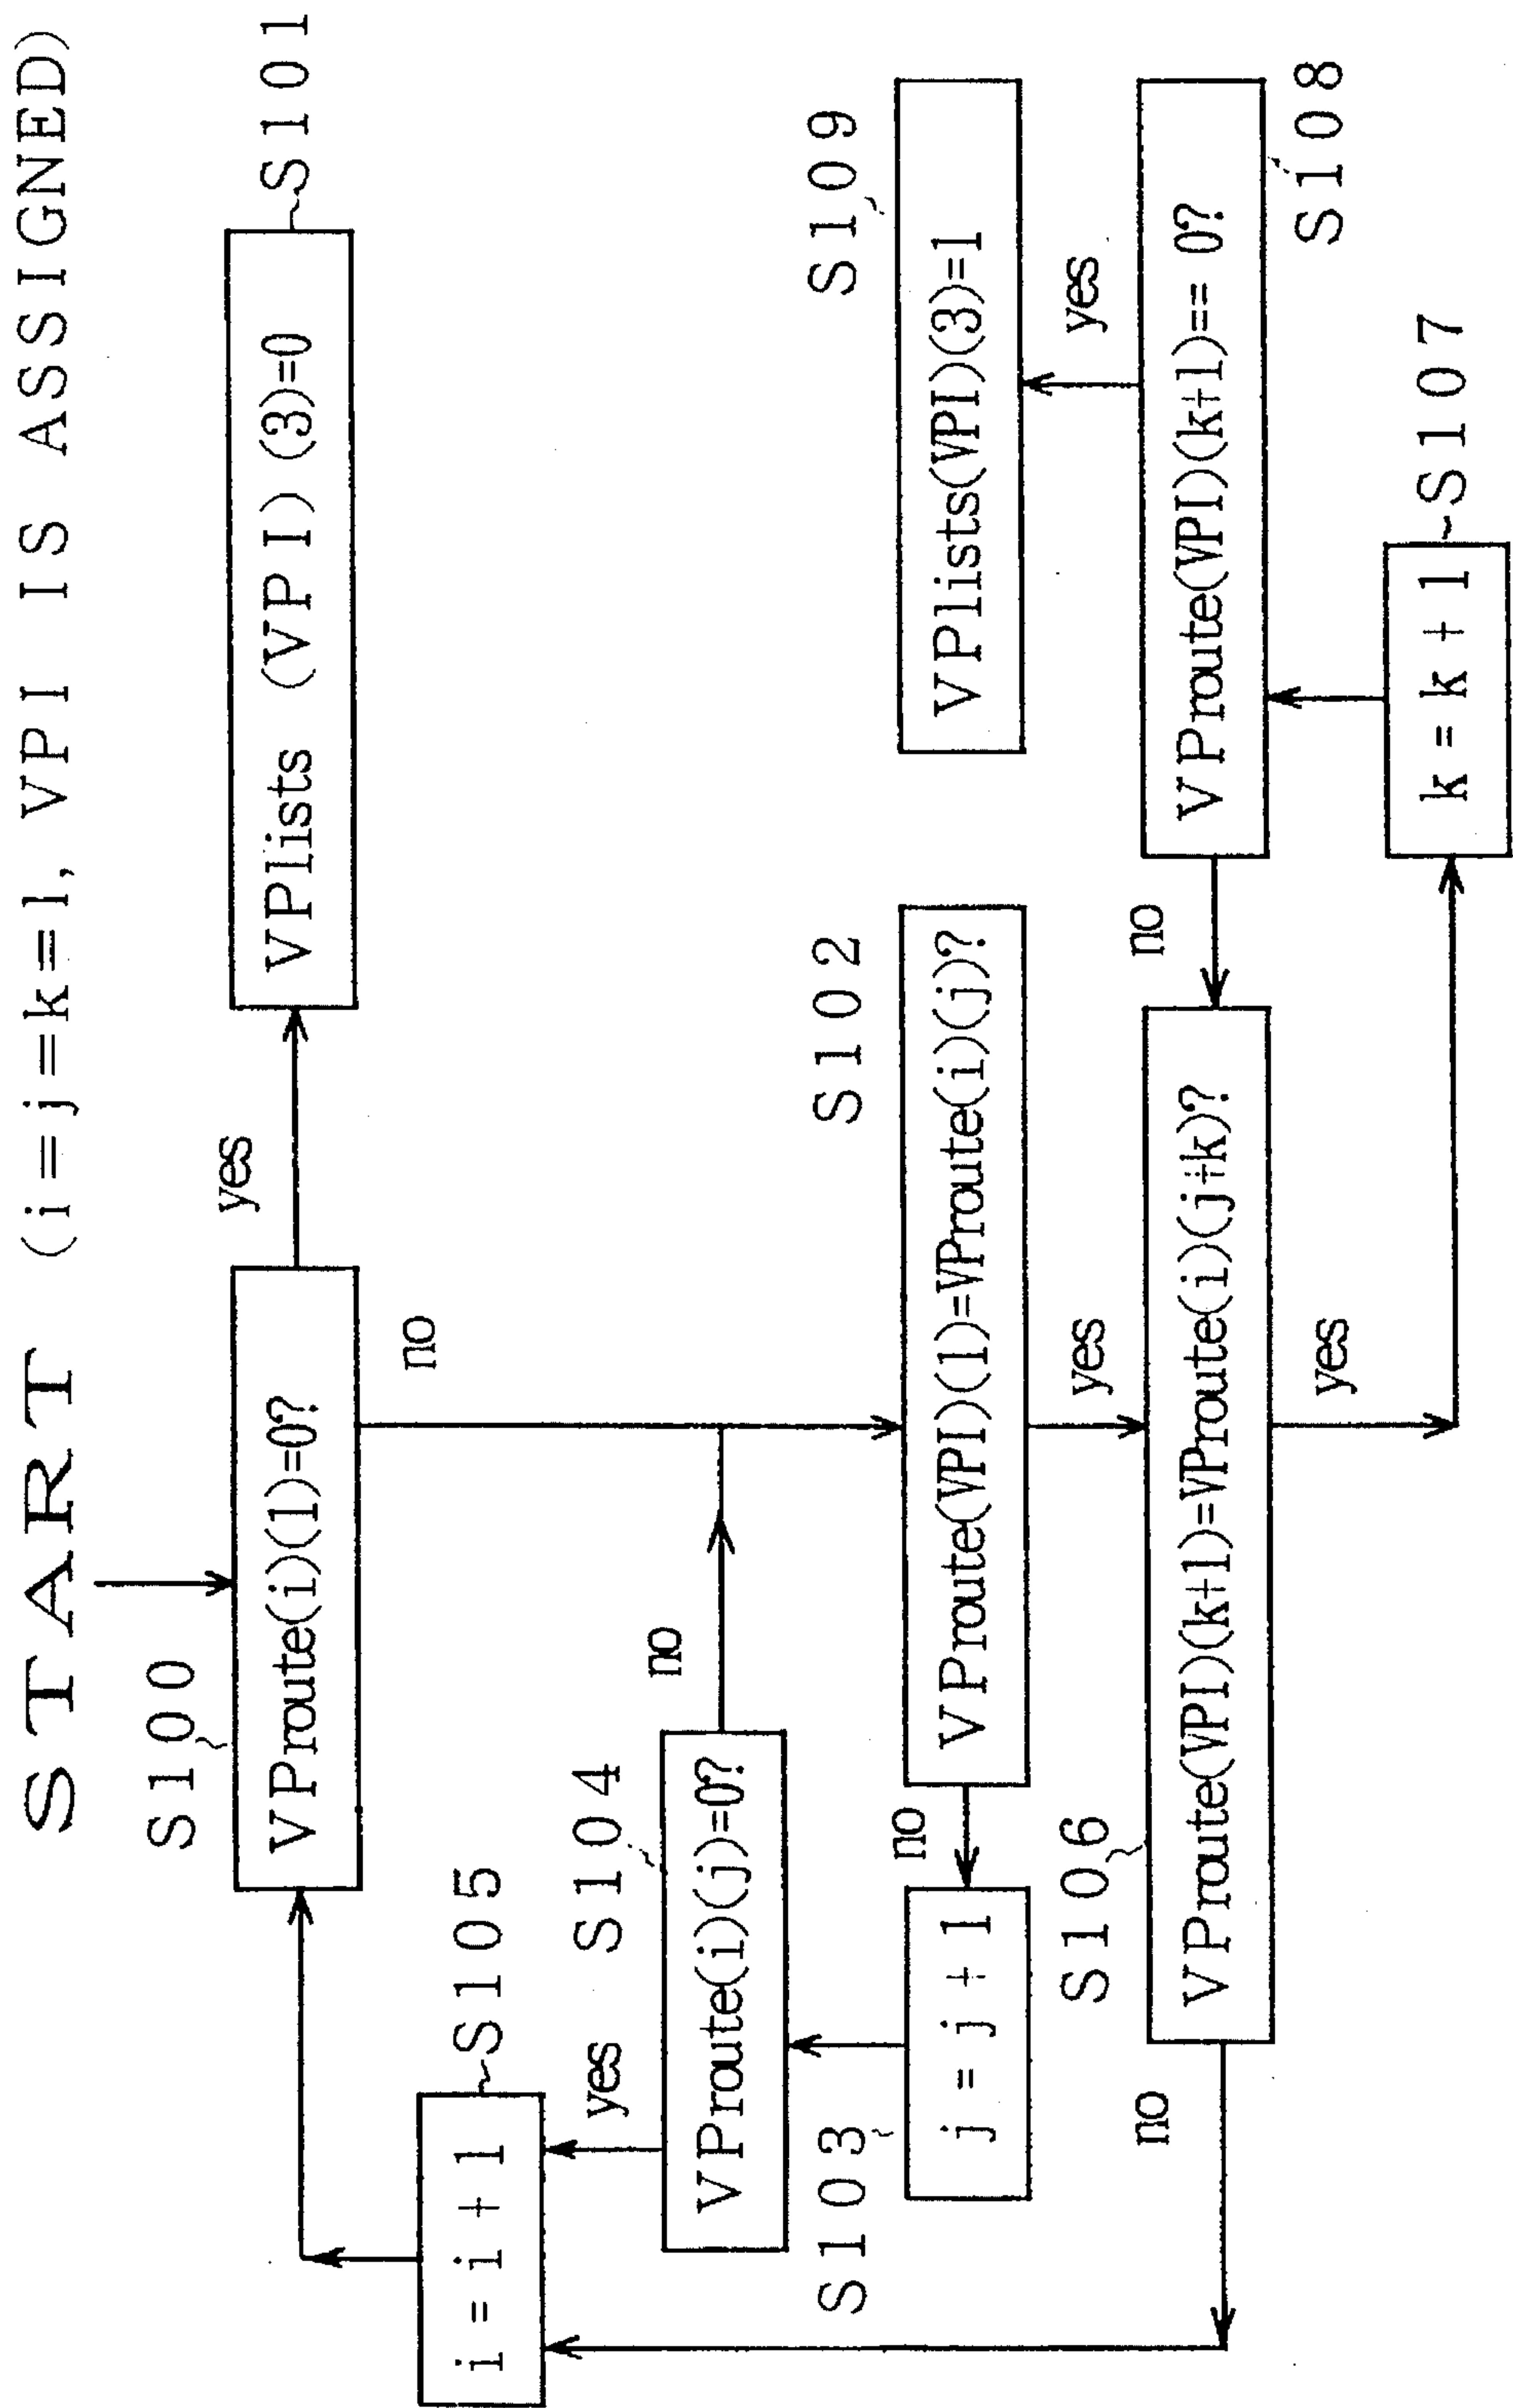 START (i=j=k=1, VPI IS ASSIGNED)
S100
VProute(i)(1)=0?
yes
VPlists (VPI) (3)=0
S101
no
S105
i = i + 1
S104
VProute(i)(j)=0?
yes
no
S103
j = j + 1
no
S102
VProute(VPI)(1)=VProute(i)(j)?
yes
S109
VPlists(VPI)(3)=1
yes
S106
VProute(VPI)(k+1)=VProute(i)(j+k)?
no
yes
no
VProute(VPI)(k+1)== 0?
S108
k = k + 1
S107